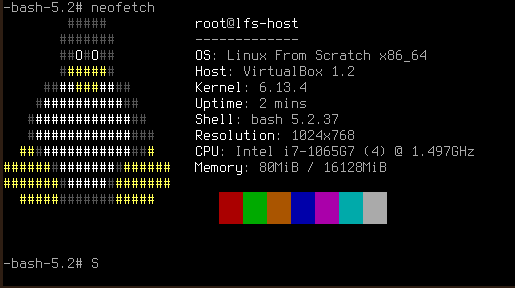 -bash-5.2# neofetch
#####
#######
##O#O##
#######
###########
#############
###############
################
root@lfs-host
-------------
OS: Linux From Scratch x86_64
Host: VirtualBox 1.2
Kernel: 6.13.4
Uptime: 2 mins
Shell: bash 5.2.37
Resolution: 1024x768
CPU: Intel i7-1065G7 (4) @ 1.497GHz
Memory: 80MiB / 16128MiB
-bash-5.2# S